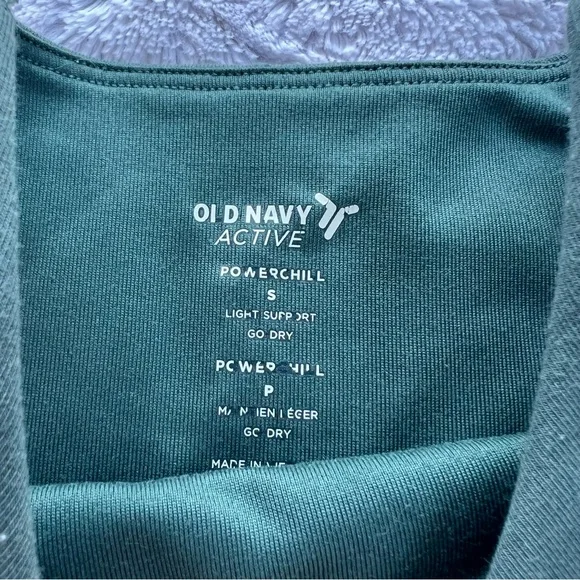 OLD NAVY
ACTIVE
POWERCHILL
S
LIGHT SUPPORT
GO DRY
POWERCHILL
P
MAINTIEN LÉGER
GO DRY
MADE IN